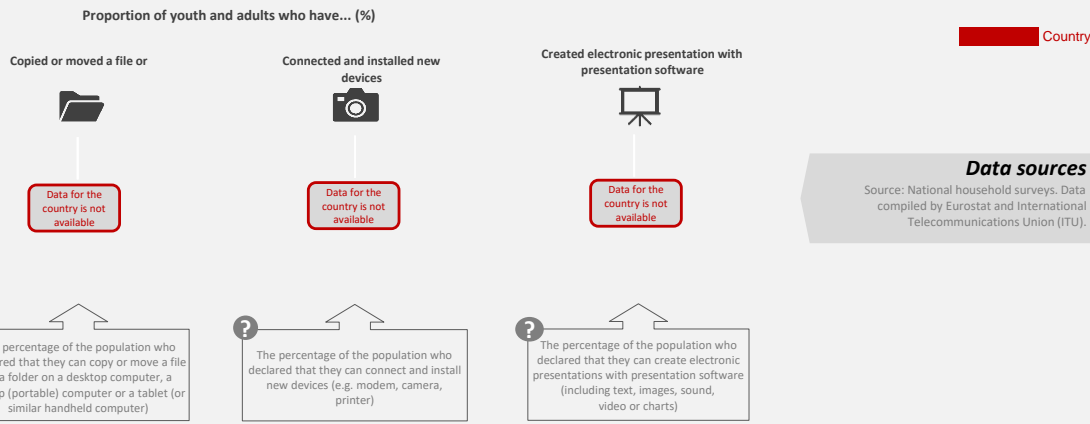 Proportion of youth and adults who have... (%)
Country
Copied or moved a file or
Connected and installed new
devices
Created electronic presentation with
presentation software
Data for the
country is not
available
Data for the
country is not
available
Data for the
country is not
available
Data sources
Source: National household surveys. Data
compiled by Eurostat and International
Telecommunications Union (ITU).
percentage of the population who
red that they can copy or move a file
a folder on a desktop computer, a
p (portable) computer or a tablet (or
similar handheld computer)
?
The percentage of the population who
declared that they can connect and install
new devices (e.g. modem, camera,
printer)
?
The percentage of the population who
declared that they can create electronic
presentations with presentation software
(including text, images, sound,
video or charts)